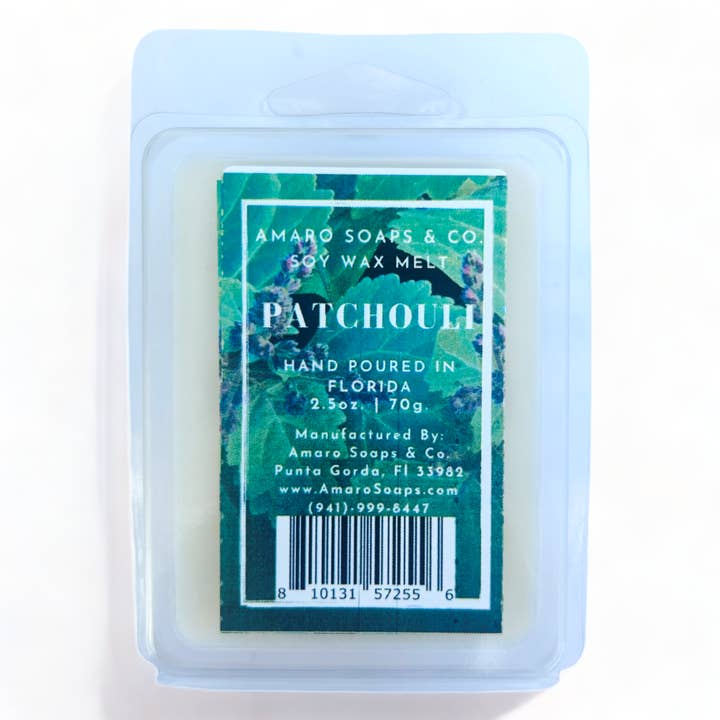 AMARO SOAPS & CO.
SOY WAX MELT
PATCHOULI
HAND POURED IN
FLORIDA
2.5oz. | 70g.
Manufactured By:
Amaro Soaps & Co.
Punta Gorda, Fl 33982
www.AmaroSoaps.com
(941)-999-8447
8 10131 57255 6